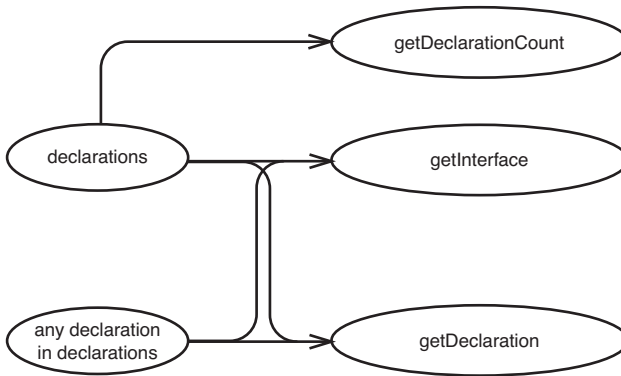 getDeclarationCount
declarations
getInterface
any declaration
in declarations
getDeclaration